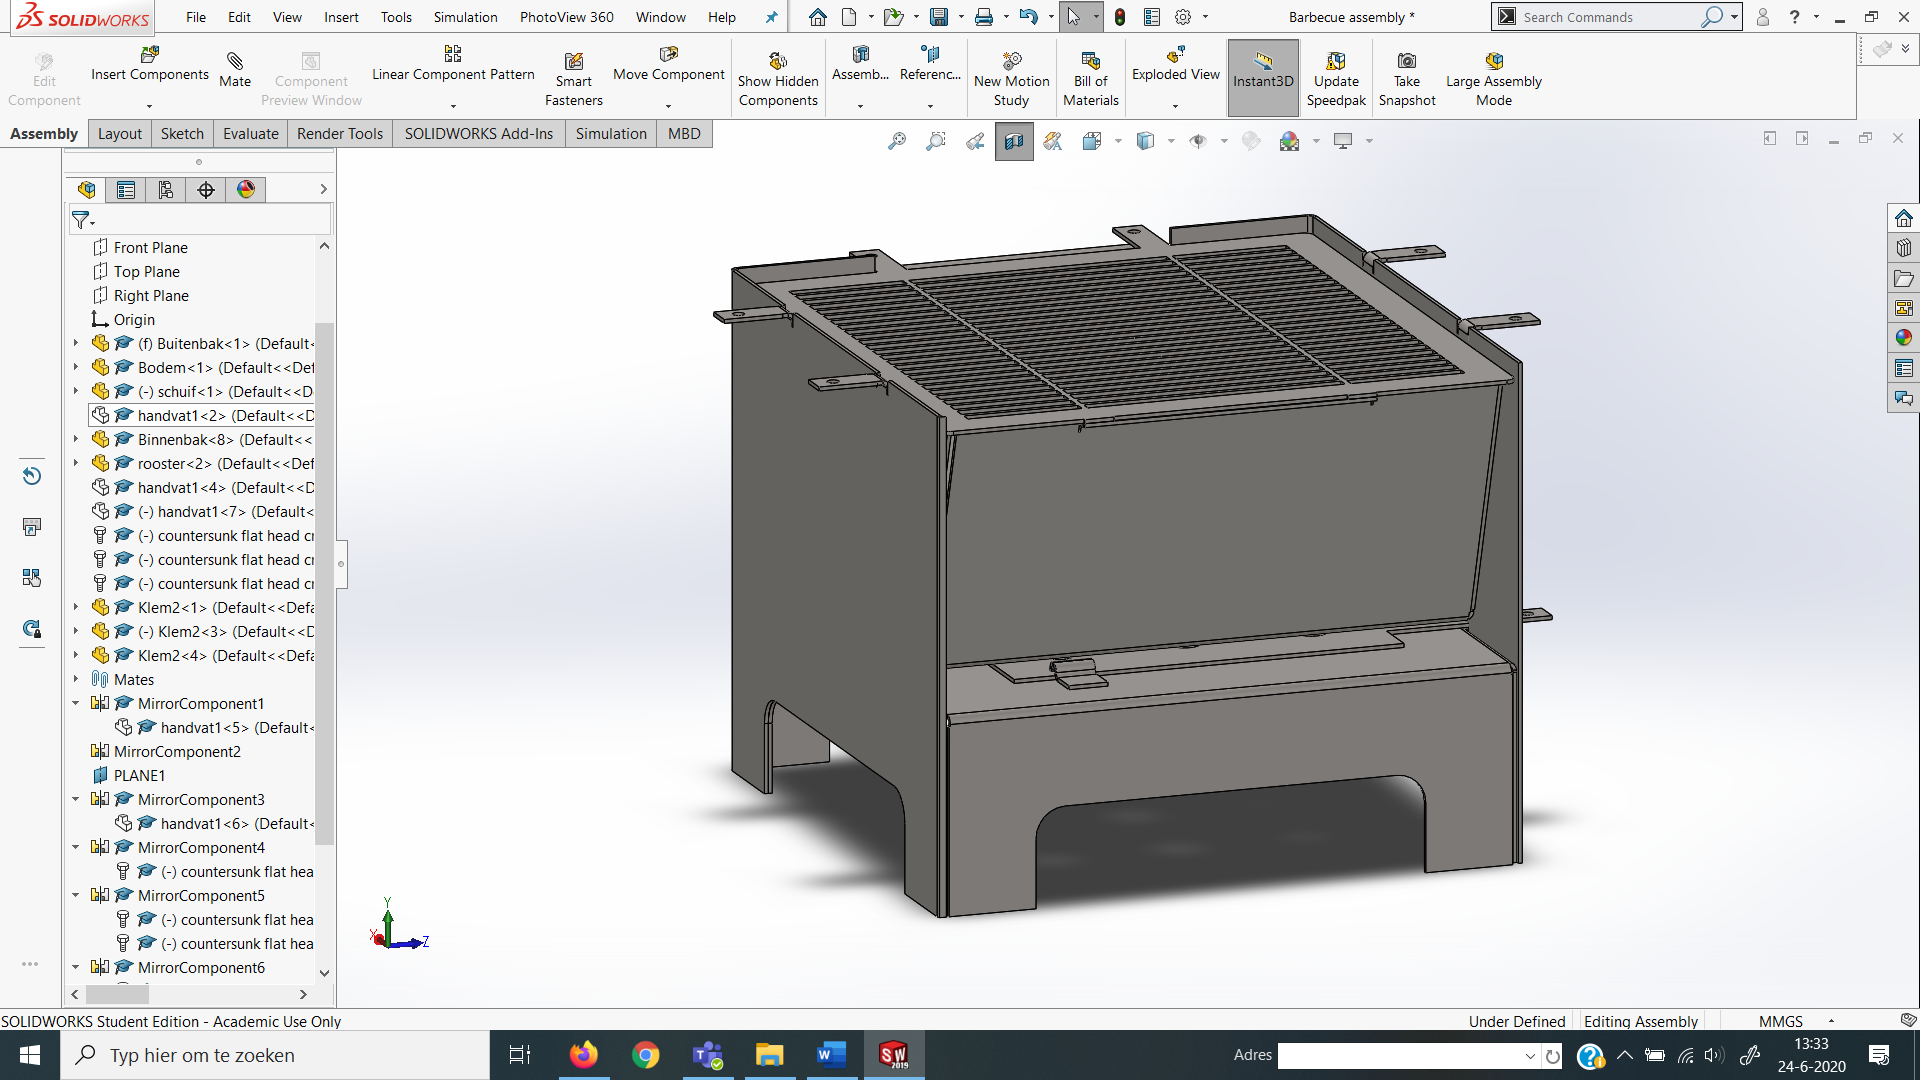 SOLIDWORKS File Edit View Insert Tools Simulation PhotoView 360 Window Help Barbecue assembly * Search Commands ?
Edit Component
Insert Components
Mate
Component Preview Window
Linear Component Pattern
Smart Fasteners
Move Component
Show Hidden Components
Assemb...
Referenc...
New Motion Study
Bill of Materials
Exploded View
Instant3D
Update Speedpak
Take Snapshot
Large Assembly Mode
Assembly Layout Sketch Evaluate Render Tools SOLIDWORKS Add-Ins Simulation MBD
Front Plane
Top Plane
Right Plane
Origin
(f) Buitenbak<1> (Default<
Bodem<1> (Default<<Def
(-) schuif<1> (Default<<D
handvat1<2> (Default<<D
Binnenbak<8> (Default<<
rooster<2> (Default<<Def
handvat1<4> (Default<<D
(-) handvat1<7> (Default<
(-) countersunk flat head cr
(-) countersunk flat head cr
(-) countersunk flat head cr
Klem2<1> (Default<<Defa
(-) Klem2<3> (Default<<D
Klem2<4> (Default<<Defa
Mates
MirrorComponent1
handvat1<5> (Default<
MirrorComponent2
PLANE1
MirrorComponent3
handvat1<6> (Default<
MirrorComponent4
(-) countersunk flat hea
MirrorComponent5
(-) countersunk flat hea
(-) countersunk flat hea
MirrorComponent6
Y
X
Z
SOLIDWORKS Student Edition - Academic Use Only Under Defined Editing Assembly MMGS
Typ hier om te zoeken SW 2019 Adres 13:33
24-6-2020